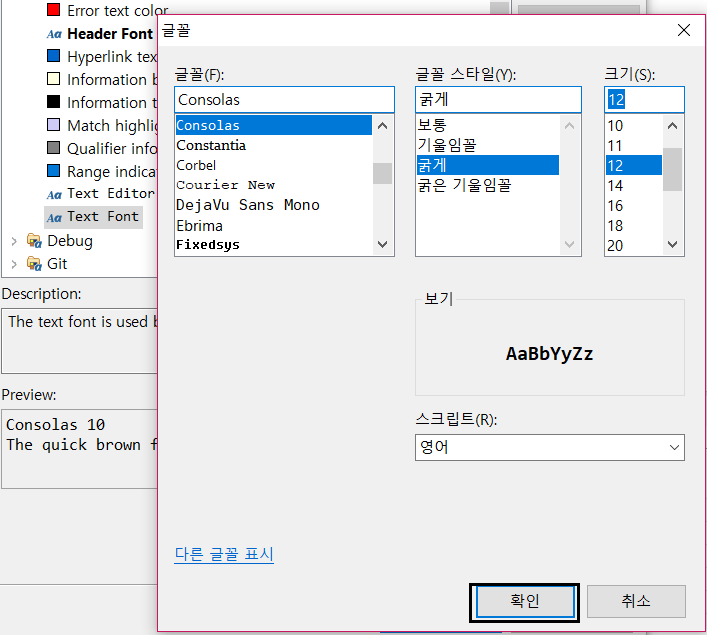 Error text color
Header Font
Hyperlink tex
Information b
Information t
Match highlig
Qualifier info
Range indica
Text Editor
Text Font
Debug
Git
Description:
The text font is used b
Preview:
Consolas 10
The quick brown f
글꼴
글꼴(F):
Consolas
Consolas
Constantia
Corbel
Courier New
DejaVu Sans Mono
Ebrima
Fixedsys
글꼴 스타일(Y):
굵게
보통
기울임꼴
굵게
굵은 기울임꼴
크기(S):
12
10
11
12
14
16
18
20
보기
AaBbYyZz
스크립트(R):
영어
다른 글꼴 표시
확인
취소